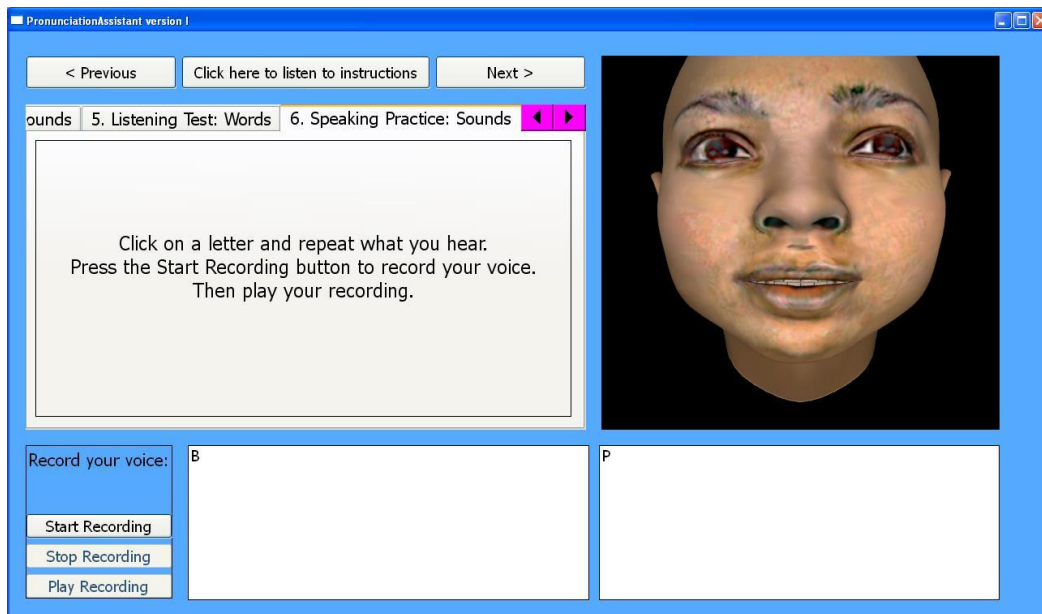 PronunciationAssistant version I
< Previous
Click here to listen to instructions
Next >
ounds
5. Listening Test: Words
6. Speaking Practice: Sounds
Click on a letter and repeat what you hear.
Press the Start Recording button to record your voice.
Then play your recording.
Record your voice:
Start Recording
Stop Recording
Play Recording
B
P